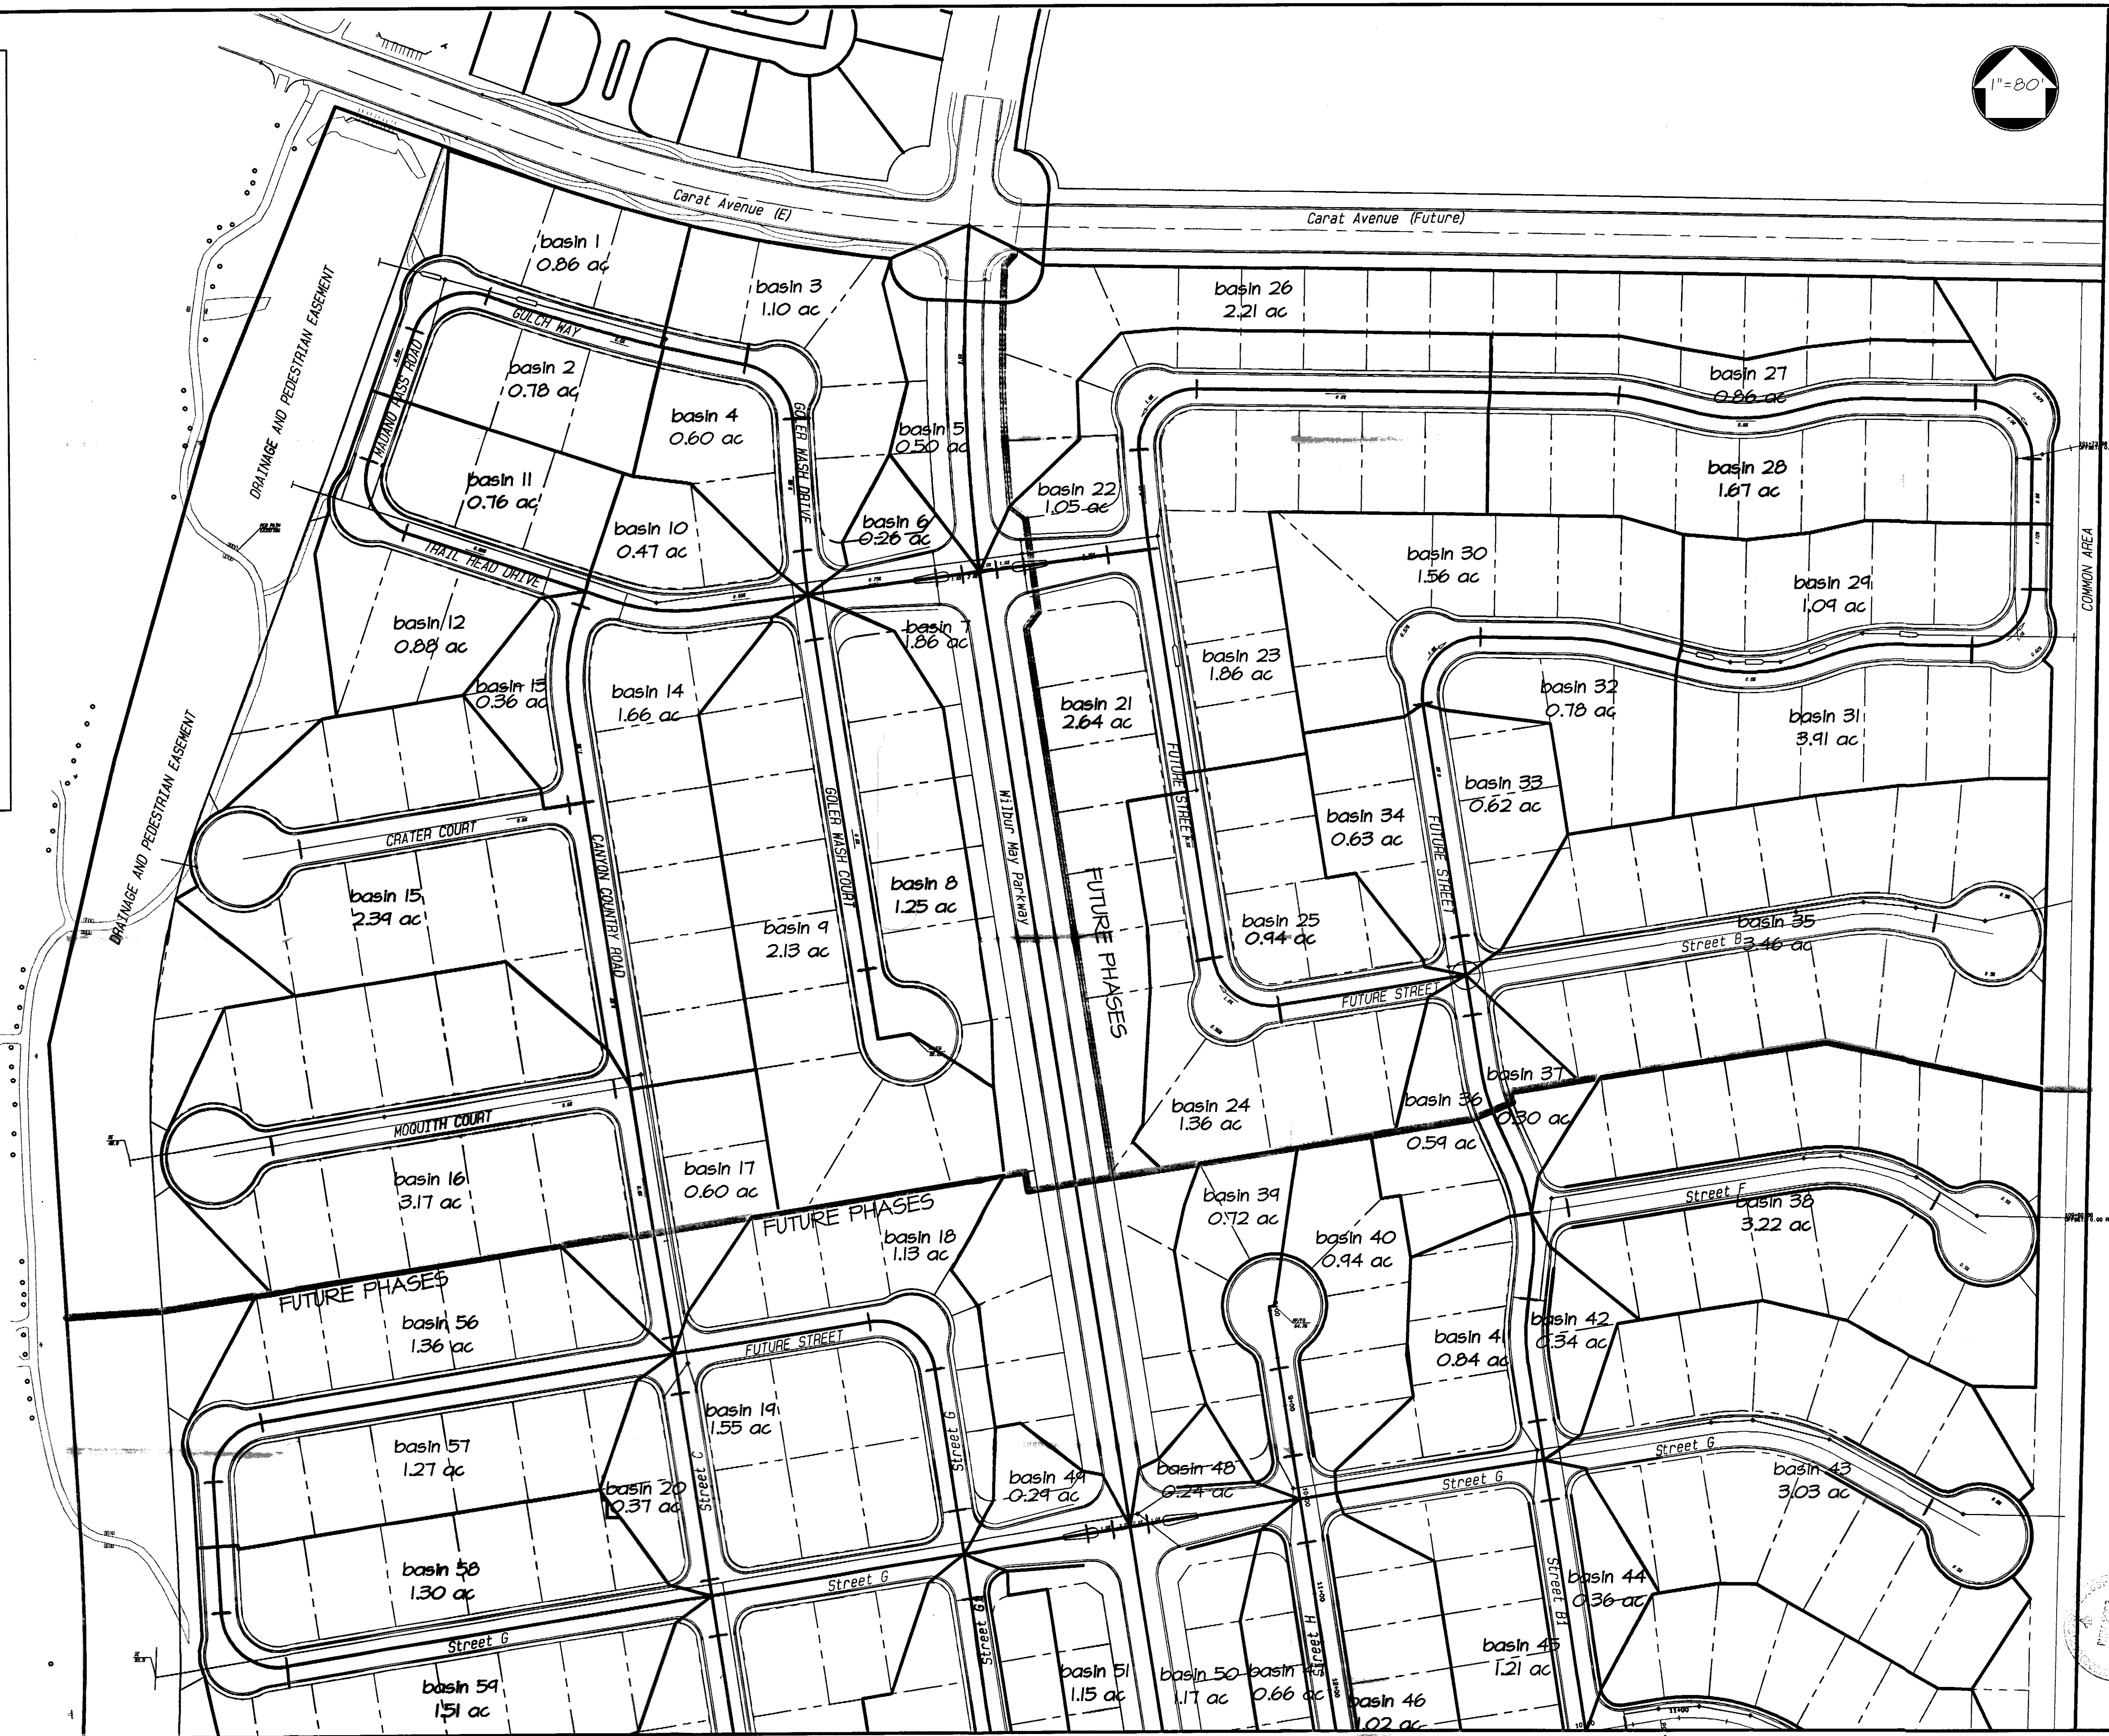 1"=80'
Carat Avenue (E)
Carat Avenue (Future)
DRAINAGE AND PEDESTRIAN EASEMENT
basin 1
0.86 ac
basin 3
1.10 ac
basin 26
2.21 ac
GULCH WAY
MADANO PASS ROAD
basin 2
0.78 ac
basin 4
0.60 ac
GOLER WASH DRIVE
basin 5
0.50 ac
basin 27
0.86 ac
basin 11
0.76 ac
basin 10
0.47 ac
basin 6
0.26 ac
basin 22
1.05 ac
basin 28
1.67 ac
TRAIL HEAD DRIVE
basin 30
1.56 ac
basin 29
1.09 ac
COMMON AREA
basin 12
0.88 ac
basin 7
1.86 ac
basin 13
0.36 ac
basin 14
1.66 ac
basin 23
1.86 ac
basin 21
2.64 ac
basin 32
0.78 ac
basin 31
3.91 ac
DRAINAGE AND PEDESTRIAN EASEMENT
CRATER COURT
CANYON COUNTRY ROAD
GOLER WASH COURT
Wilbur May Parkway
FUTURE STREET
basin 34
0.63 ac
FUTURE STREET
basin 33
0.62 ac
basin 15
2.39 ac
basin 9
2.13 ac
basin 8
1.25 ac
FUTURE PHASES
basin 25
0.94 ac
basin 35
3.46 ac
Street B
FUTURE STREET
MOQUITH COURT
basin 16
3.17 ac
basin 17
0.60 ac
basin 24
1.36 ac
basin 36
0.59 ac
basin 37
0.30 ac
FUTURE PHASES
FUTURE PHASES
basin 18
1.13 ac
basin 39
0.72 ac
basin 40
0.94 ac
Street F
basin 38
3.22 ac
basin 56
1.36 ac
FUTURE STREET
basin 41
0.84 ac
basin 42
0.34 ac
basin 57
1.27 ac
basin 19
1.55 ac
Street C
Street G
basin 20
0.37 ac
basin 49
0.29 ac
basin 48
0.24 ac
Street G
Street G
basin 43
3.03 ac
basin 58
1.30 ac
Street G
Street G
basin 44
0.36 ac
Street B1
basin 59
1.51 ac
basin 51
1.15 ac
basin 50
1.17 ac
0.66 ac
Street H
basin 46
1.02 ac
basin 45
1.21 ac
9+00
10+00
11+00
12+00
11+00